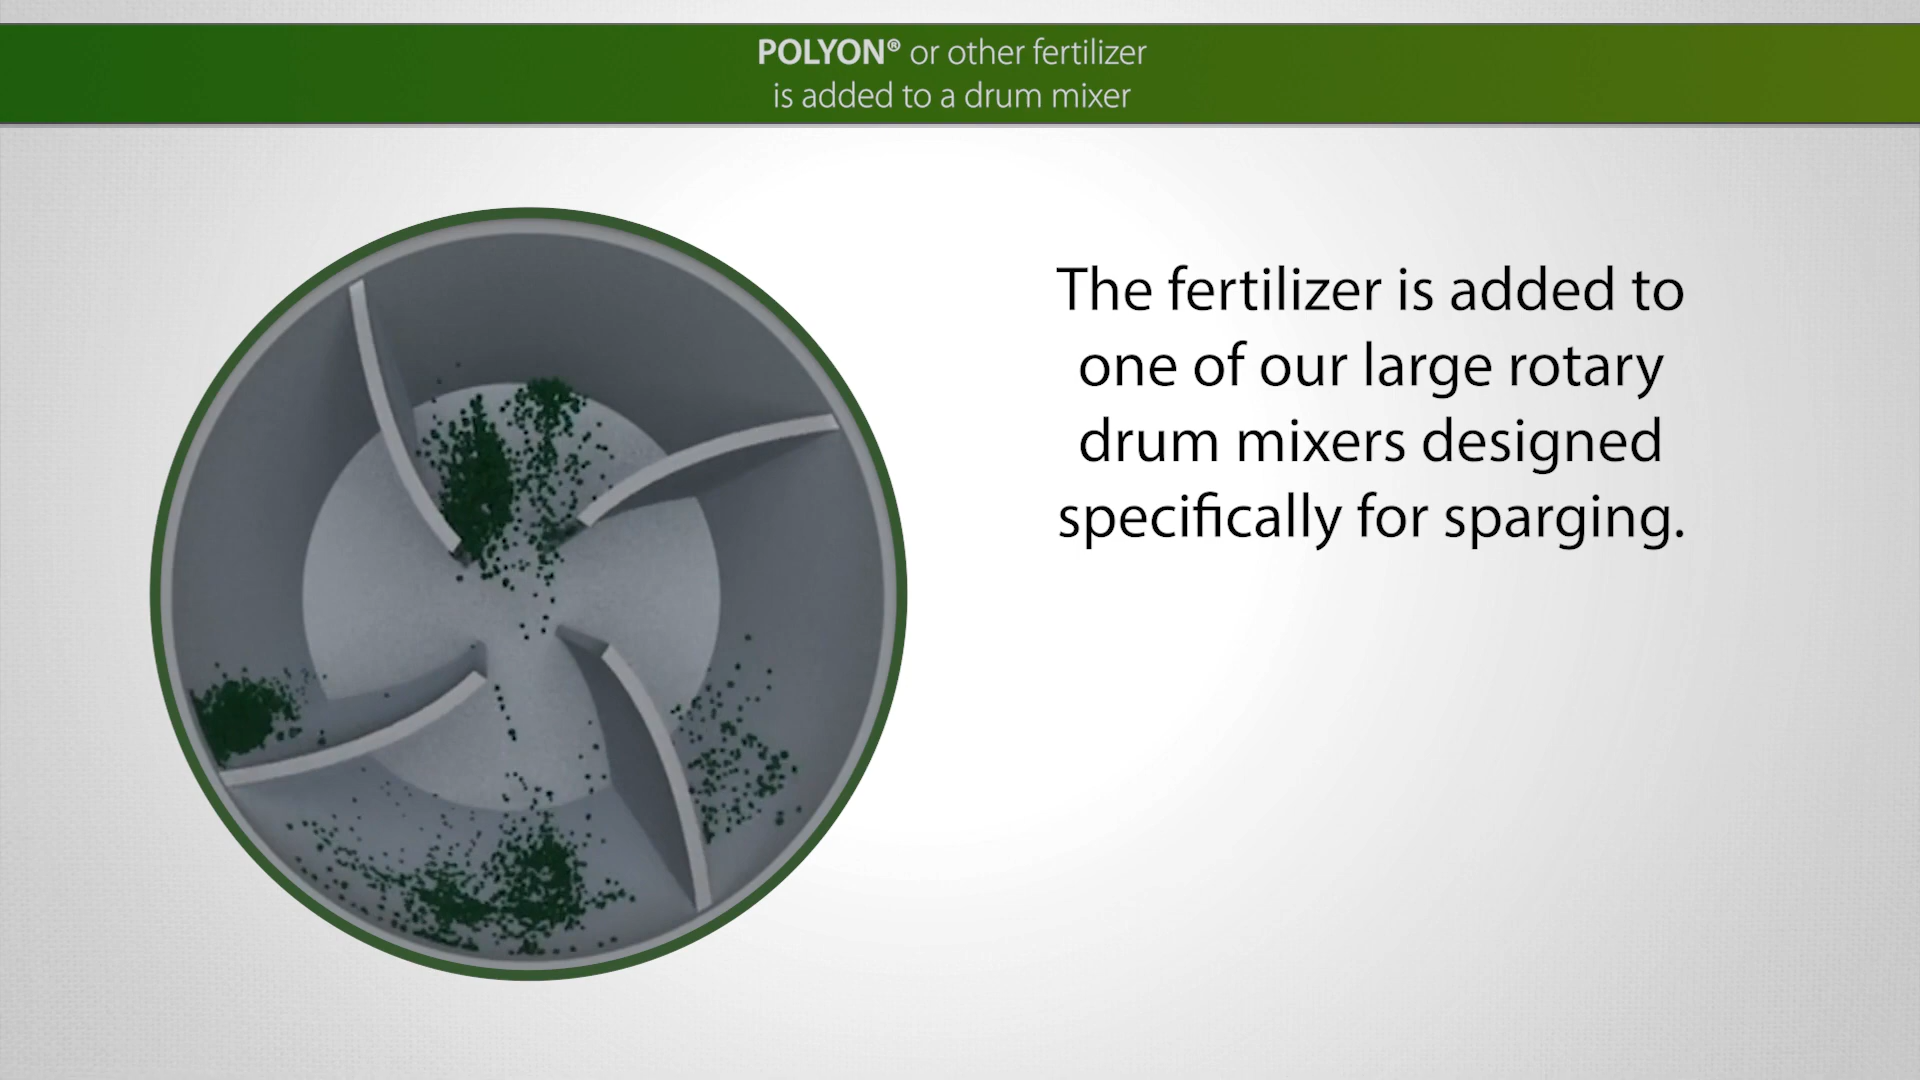 POLYON® or other fertilizer
is added to a drum mixer
The fertilizer is added to
one of our large rotary
drum mixers designed
specifically for sparging.